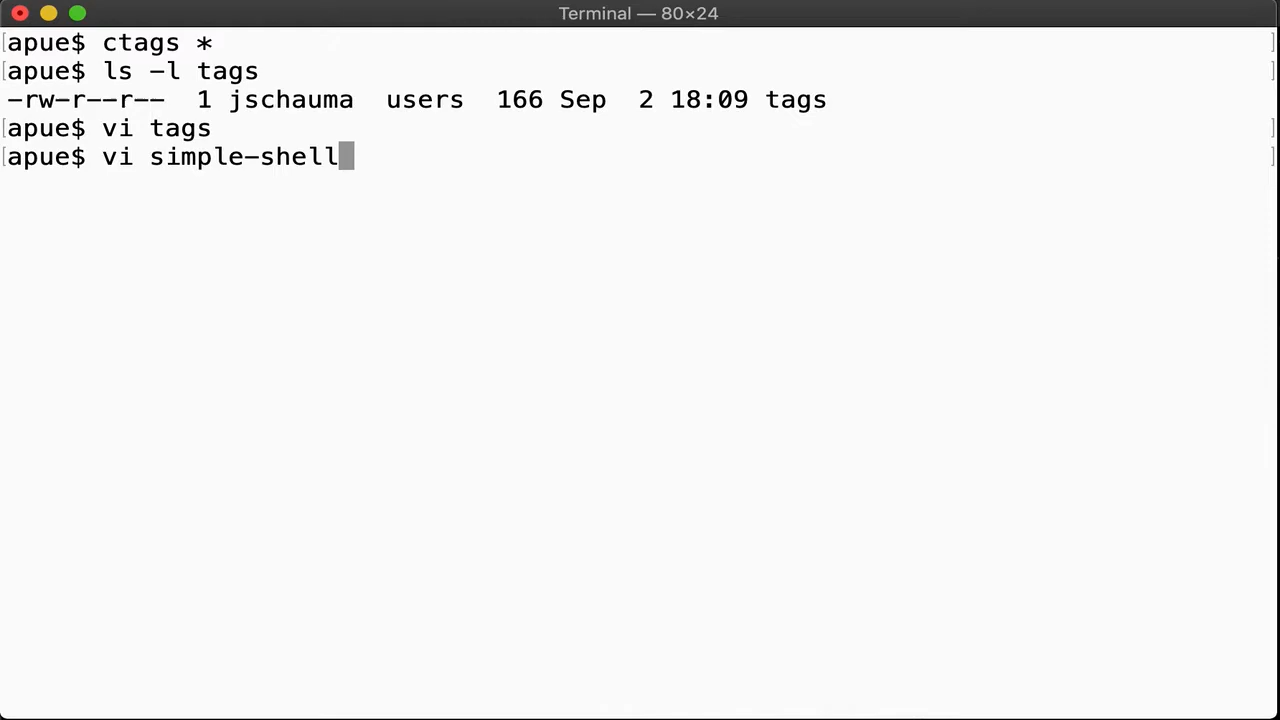 Terminal — 80×24
apue$ ctags *
apue$ ls -l tags
-rw-r--r--  1 jschauma  users  166 Sep  2 18:09 tags
apue$ vi tags
apue$ vi simple-shell